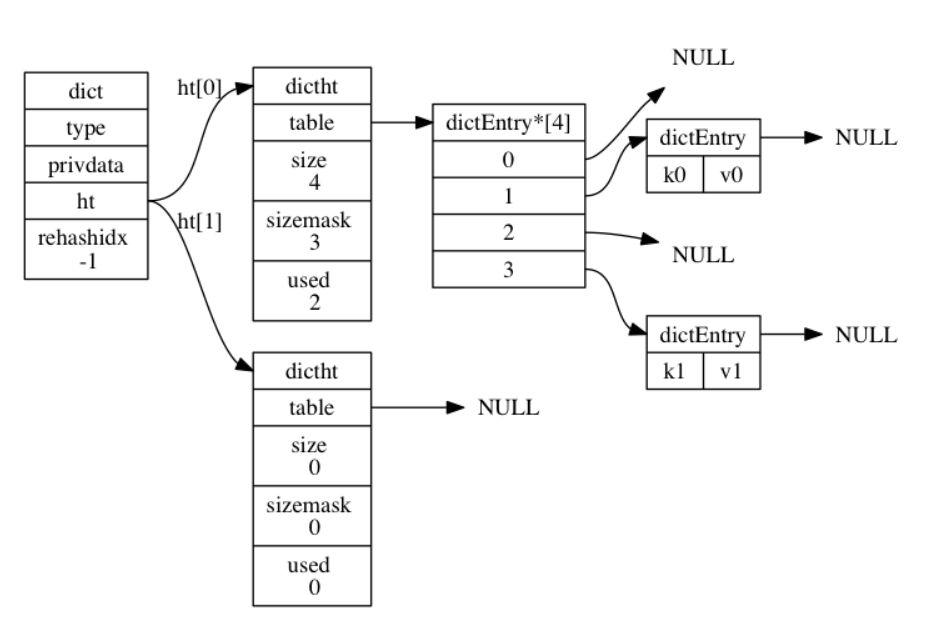 dict
type
privdata
ht
rehashidx
-1
ht[0]
ht[1]
dictht
table
size
4
sizemask
3
used
2
dictht
table
size
0
sizemask
0
used
0
NULL
dictEntry*[4]
0
1
2
3
NULL
dictEntry
k0 v0
NULL
NULL
dictEntry
k1 v1
NULL